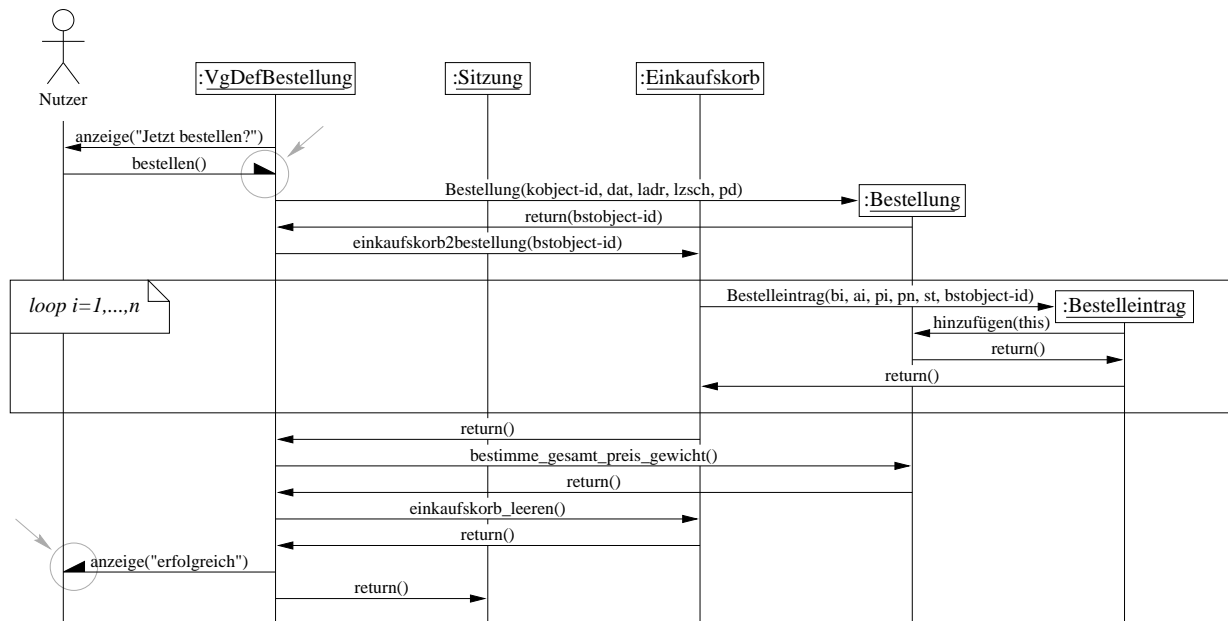 :VgDefBestellung
:Sitzung
:Einkaufskorb
Nutzer
anzeige("Jetzt bestellen?")
bestellen()
Bestellung(kobject-id, dat, ladr, lzsch, pd)
:Bestellung
return(bstobject-id)
einkaufskorb2bestellung(bstobject-id)
loop i=1,...,n
Bestelleintrag(bi, ai, pi, pn, st, bstobject-id)
:Bestelleintrag
hinzufügen(this)
return()
return()
return()
bestimme_gesamt_preis_gewicht()
return()
einkaufskorb_leeren()
return()
anzeige("erfolgreich")
return()